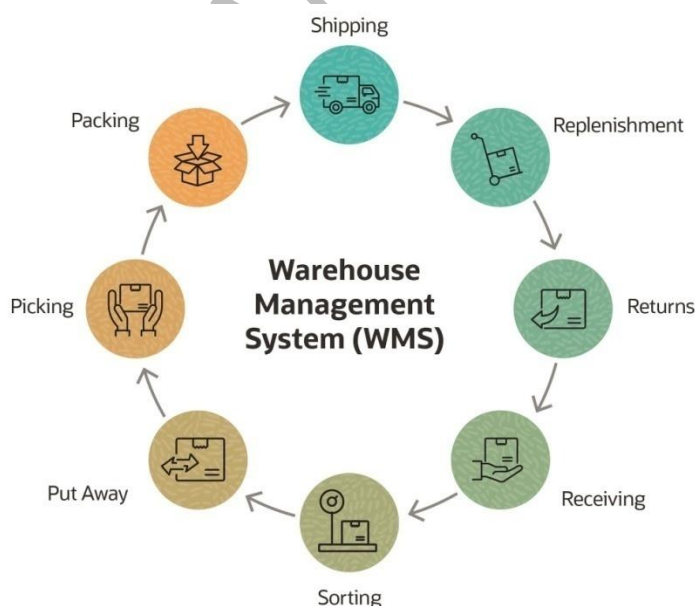 Shipping
Replenishment
Returns
Receiving
Sorting
Put Away
Picking
Packing
Warehouse
Management
System (WMS)